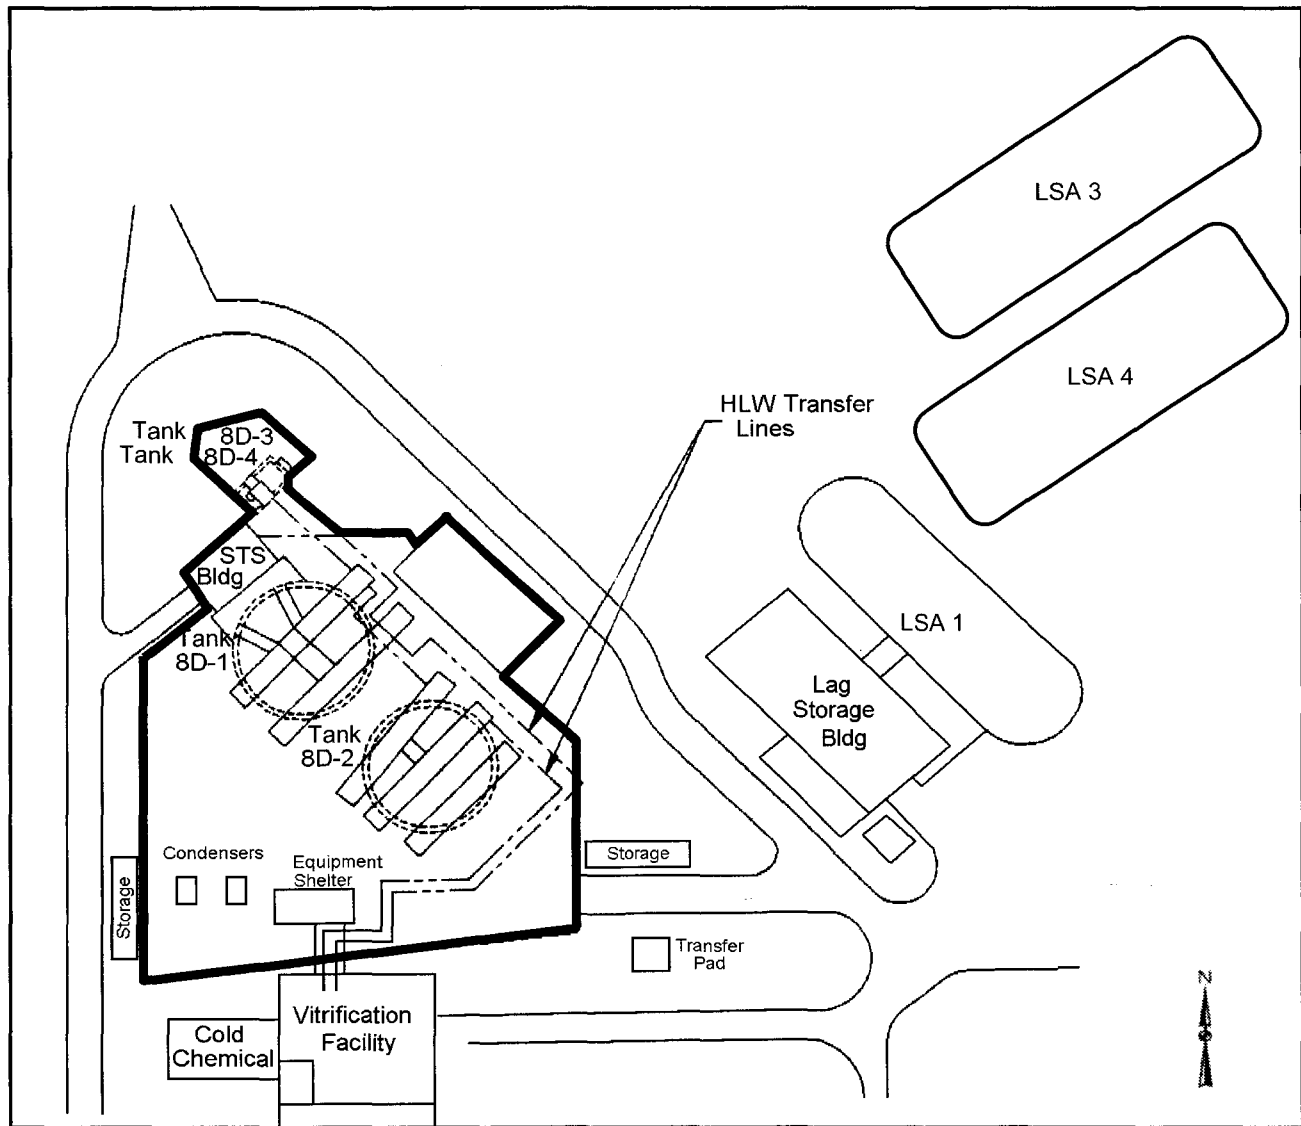 LSA 3
LSA 4
HLW Transfer
Lines
Tank 8D-3
Tank 8D-4
STS
Bldg
Tank
8D-1
Tank
8D-2
LSA 1
Lag
Storage
Bldg
Condensers
Equipment
Shelter
Storage
Storage
Transfer
Pad
Vitrification
Facility
Cold
Chemical
N